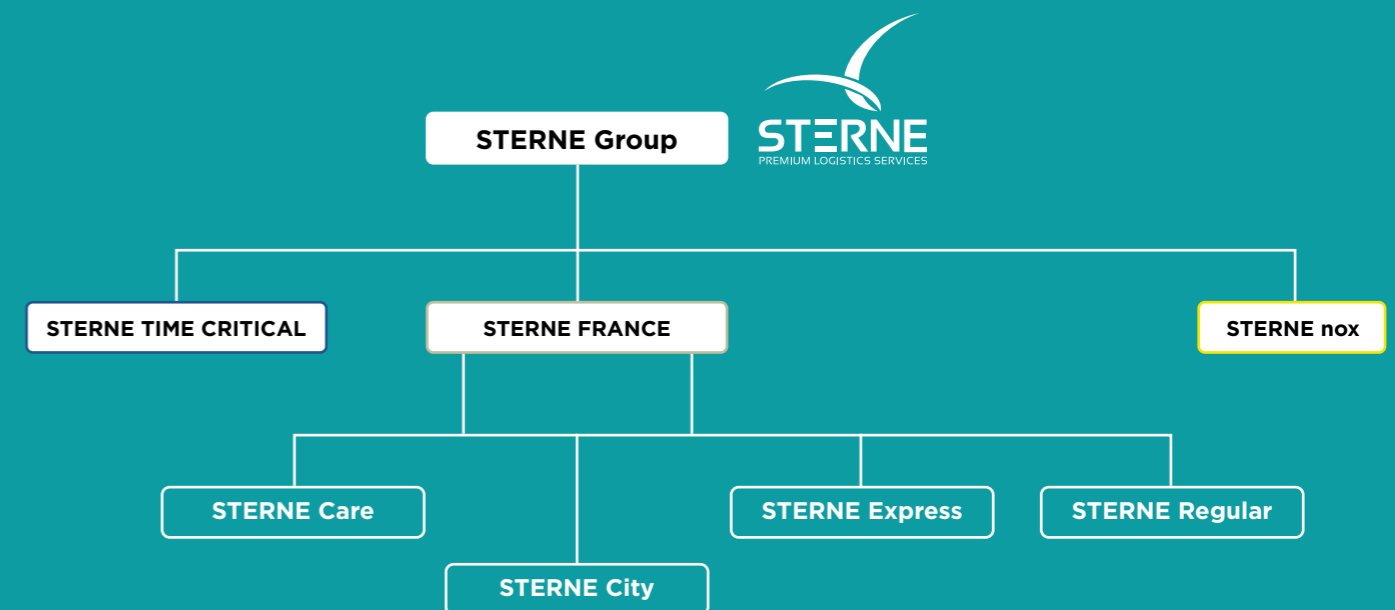 STERNE Group
STERNE
PREMIUM LOGISTICS SERVICES
STERNE TIME CRITICAL
STERNE FRANCE
STERNE nox
STERNE Care
STERNE Express
STERNE Regular
STERNE City